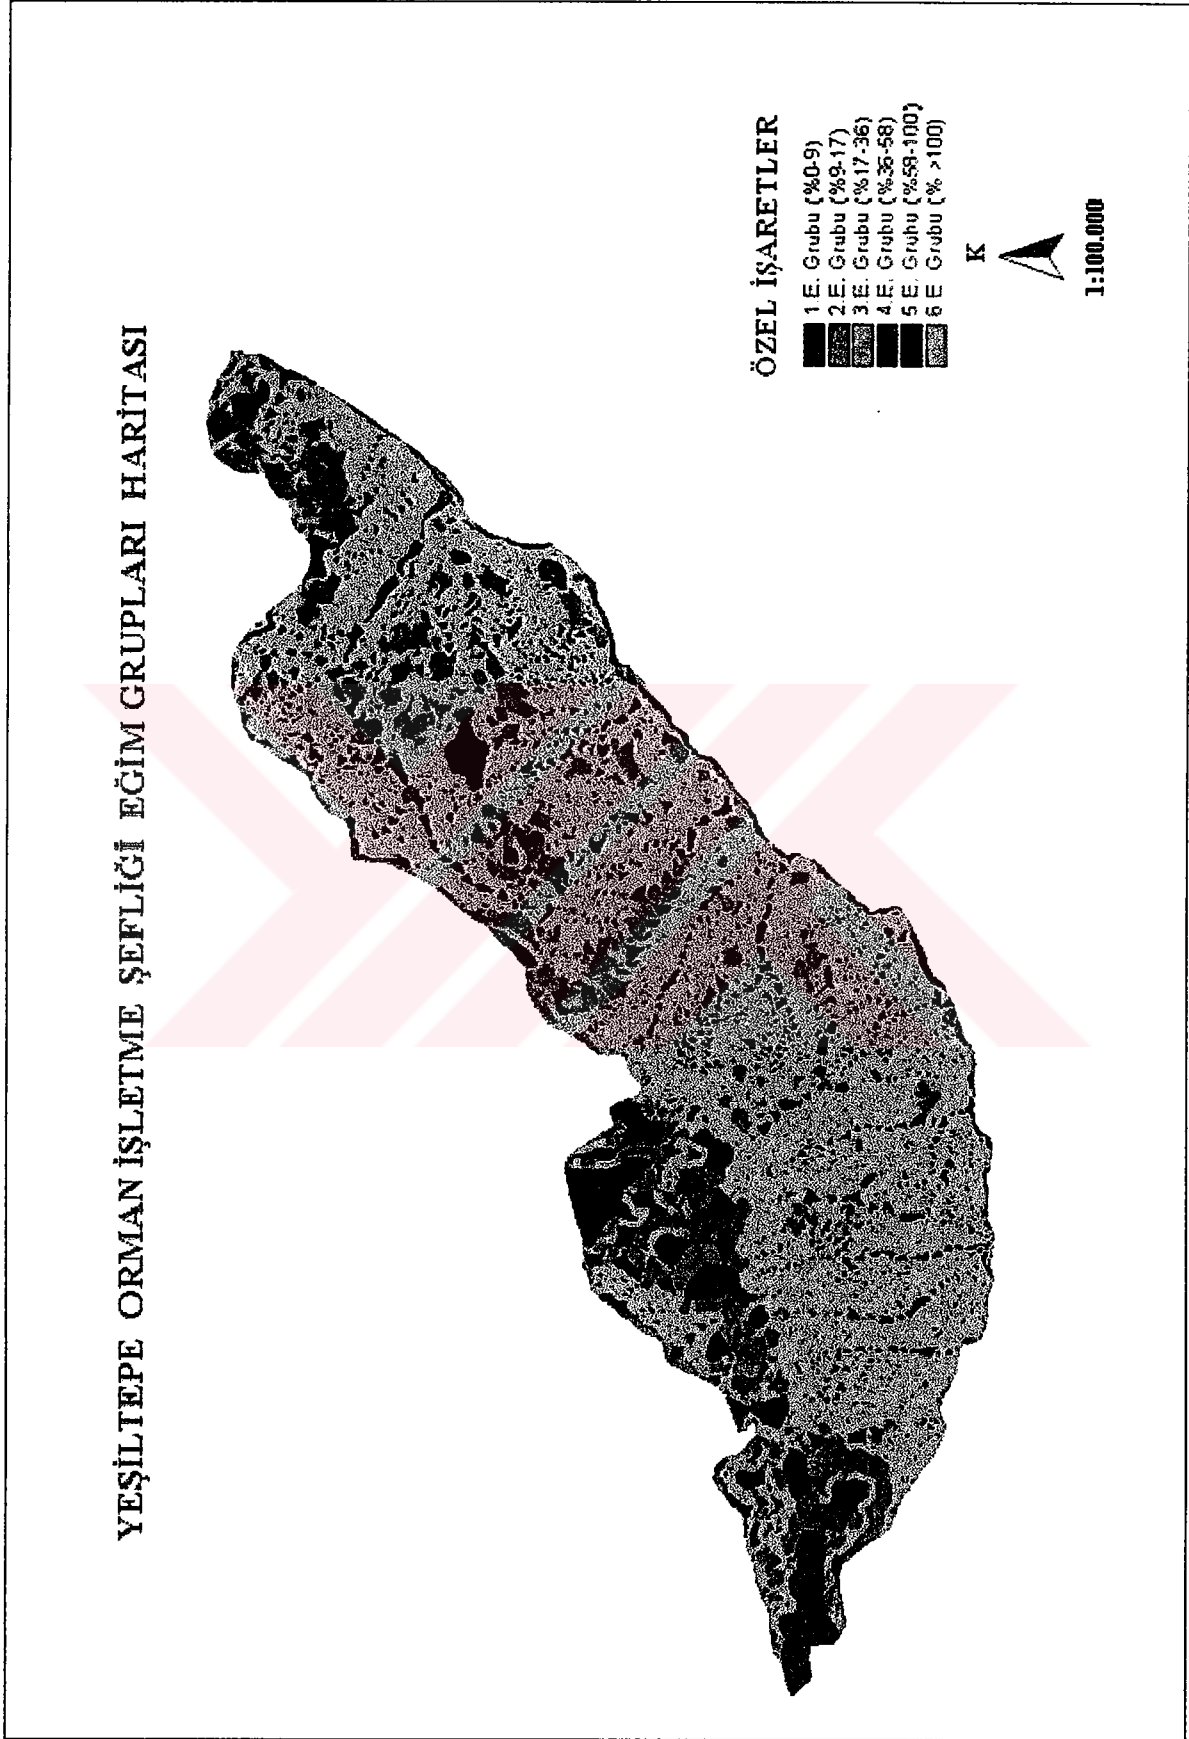 YEŞİLTEPE ORMAN İŞLETME ŞEFLİĞİ EĞİM GRUPLARI HARİTASI
ÖZEL İŞARETLER
1.E. Grubu (%0-9)
2.E. Grubu (%9-17)
3.E. Grubu (%17-36)
4.E. Grubu (%36-58)
5.E. Grubu (%58-100)
6.E. Grubu (% >100)
K
1:100.000